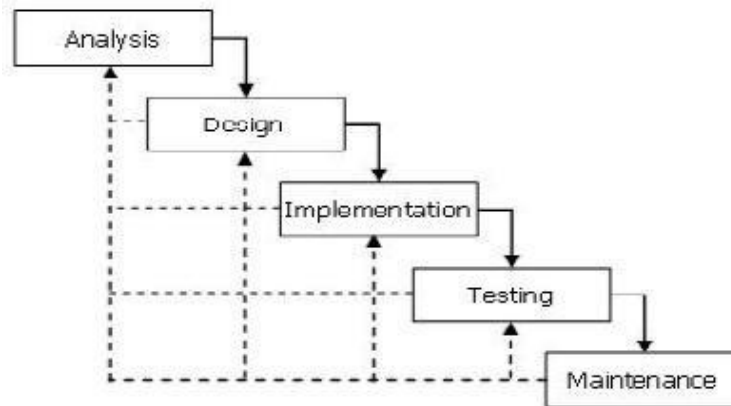 Analysis
Design
Implementation
Testing
Maintenance